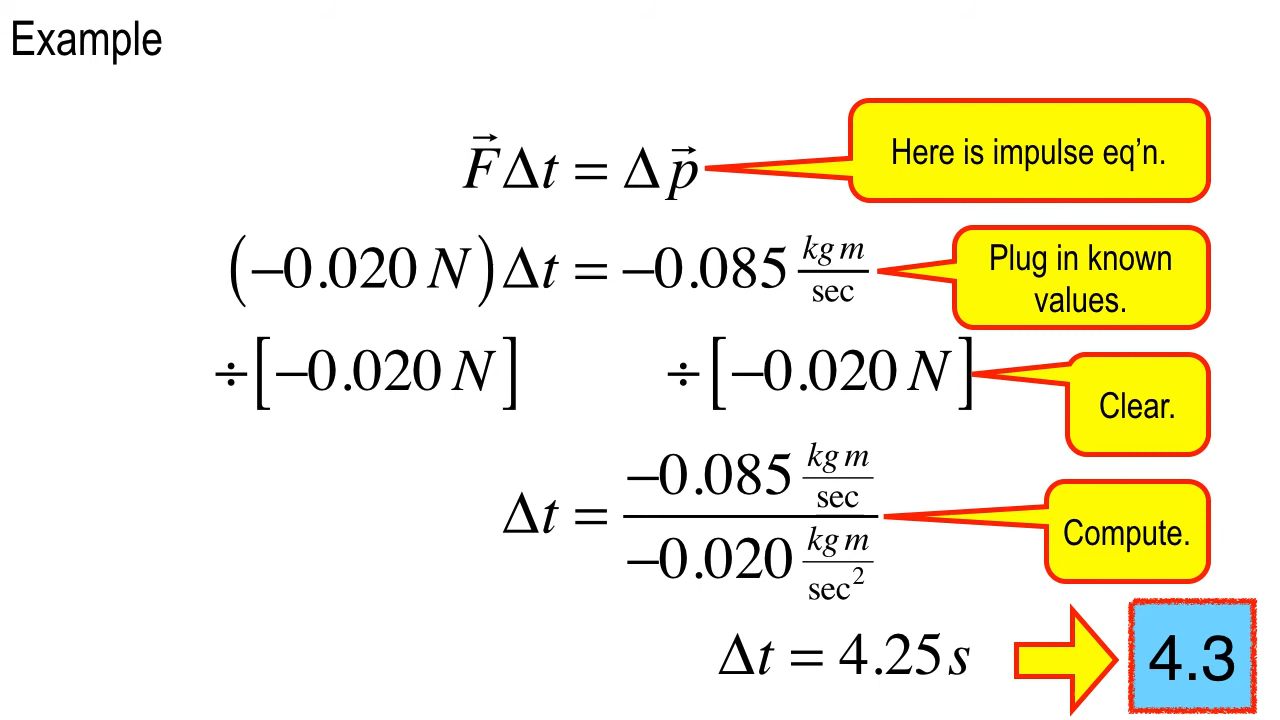 Example
F⃗Δt = Δp⃗
Here is impulse eq’n.
(−0.020 N)Δt = −0.085 kg m/sec
Plug in known
values.
÷[−0.020 N] ÷[−0.020 N]
Clear.
Δt = −0.085 kg m/sec
−0.020 kg m/sec²
Compute.
Δt = 4.25 s
4.3